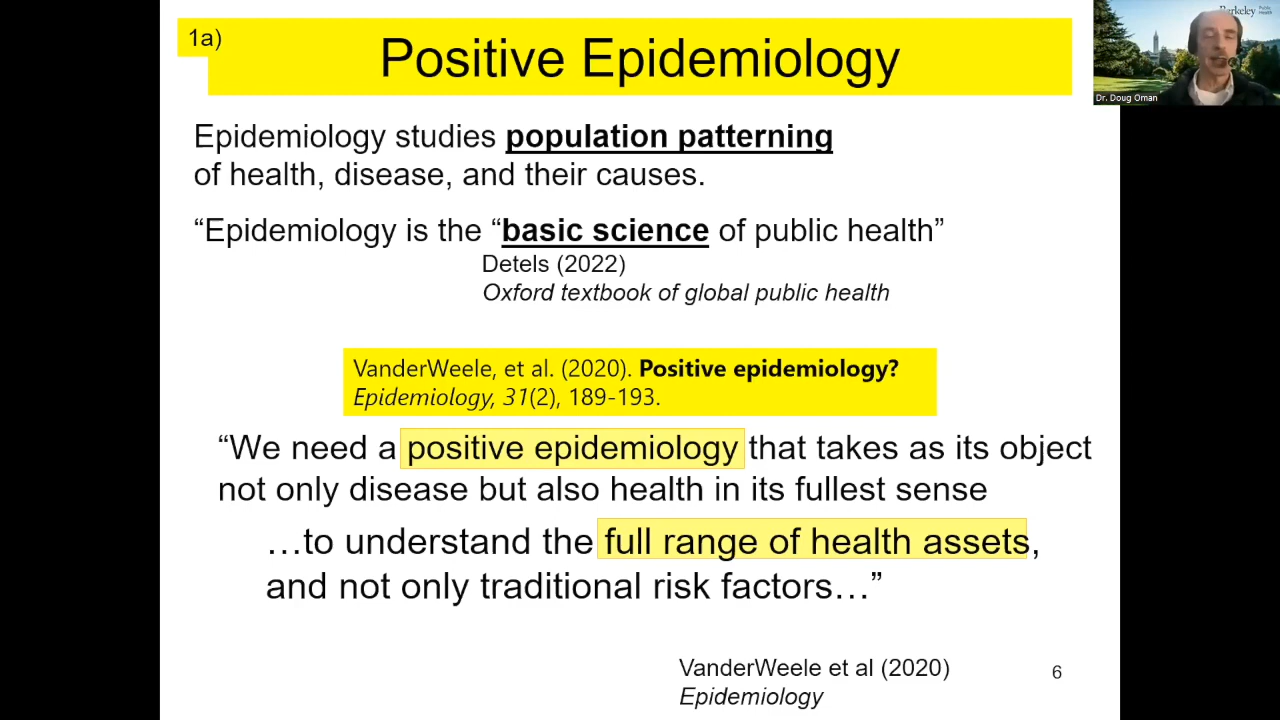 1a)
Positive Epidemiology
Berkeley Public Health
Dr. Doug Oman
Epidemiology studies population patterning
of health, disease, and their causes.
“Epidemiology is the “basic science of public health”
Detels (2022)
Oxford textbook of global public health
VanderWeele, et al. (2020). Positive epidemiology?
Epidemiology, 31(2), 189-193.
“We need a positive epidemiology that takes as its object
not only disease but also health in its fullest sense
…to understand the full range of health assets,
and not only traditional risk factors…”
VanderWeele et al (2020)
Epidemiology
6